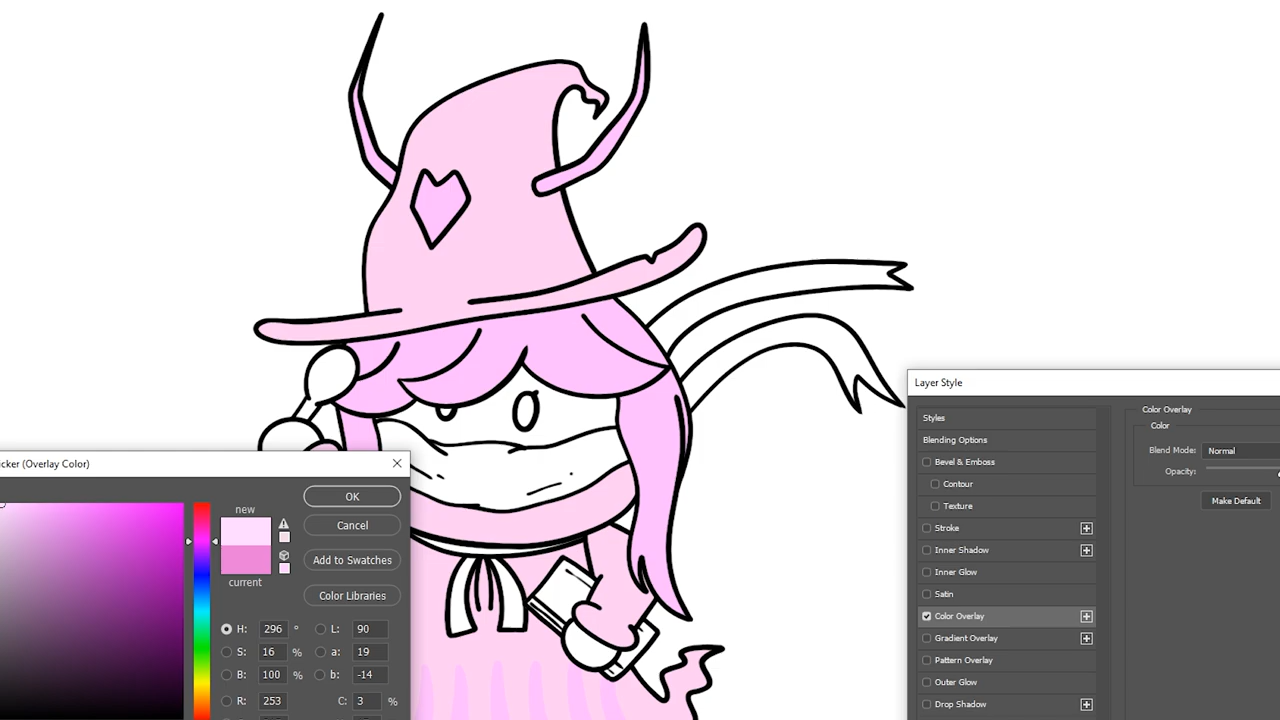 Layer Style
Styles
Blending Options
Bevel & Emboss
Contour
Texture
Stroke
Inner Shadow
Inner Glow
Satin
Color Overlay
Gradient Overlay
Pattern Overlay
Outer Glow
Drop Shadow
Color Overlay
Color
Blend Mode: Normal
Opacity:
Make Default
icker (Overlay Color)
new
current
OK
Cancel
Add to Swatches
Color Libraries
H: 296 ° L: 90
S: 16 % a: 19
B: 100 % b: -14
R: 253 C: 3 %